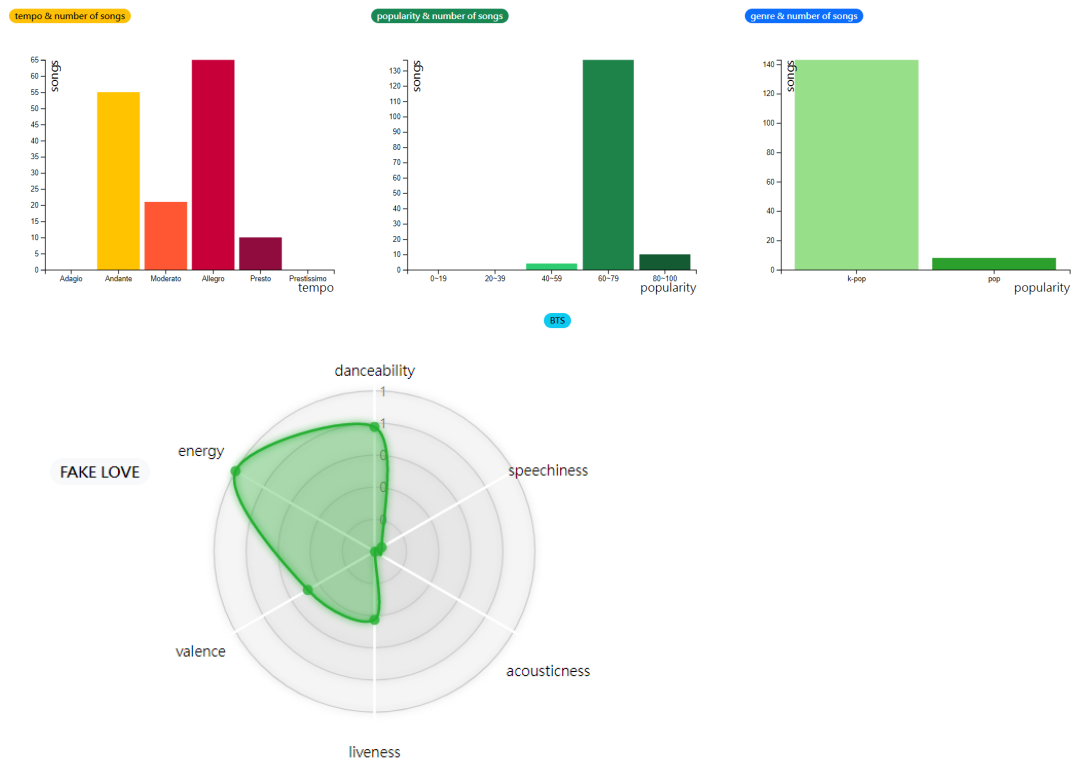 tempo & number of songs
65
60
55
50
45
40
35
30
25
20
15
10
5
0
songs
Adagio
Andante
Moderato
Allegro
Presto
Prestissimo
tempo
popularity & number of songs
130
120
110
100
90
80
70
60
50
40
30
20
10
0
songs
0~19
20~39
40~59
60~79
80~100
popularity
genre & number of songs
140
120
100
80
60
40
20
0
songs
k-pop
pop
popularity
BTS
FAKE LOVE
danceability
1
1
0
0
0
energy
speechiness
valence
acousticness
liveness